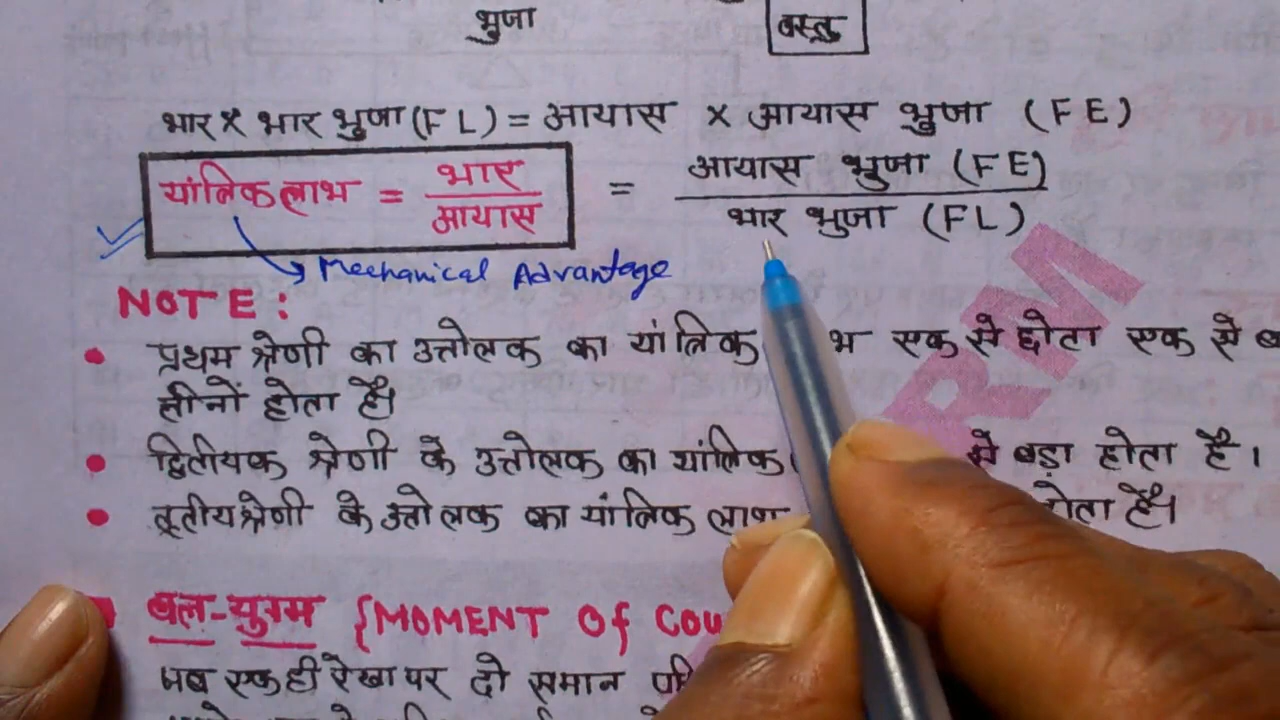 भुजा
वस्तु
भार × भार भुजा (FL) = आयास × आयास भुजा (FE)
यांत्रिक लाभ = भार / आयास = आयास भुजा (FE) / भार भुजा (FL)
Mechanical Advantage
NOTE:
• प्रथम श्रेणी का उत्तोलक का यांत्रिक भ एक से छोटा एक से ब
तीनों होता है।
• द्वितीयक श्रेणी के उत्तोलक का यांत्रिक से बड़ा होता है।
• तृतीय श्रेणी के उत्तोलक का यांत्रिक लाभ होता है।
बल-युग्म {MOMENT Of COU
जब एक ही रेखा पर दो समान
RM